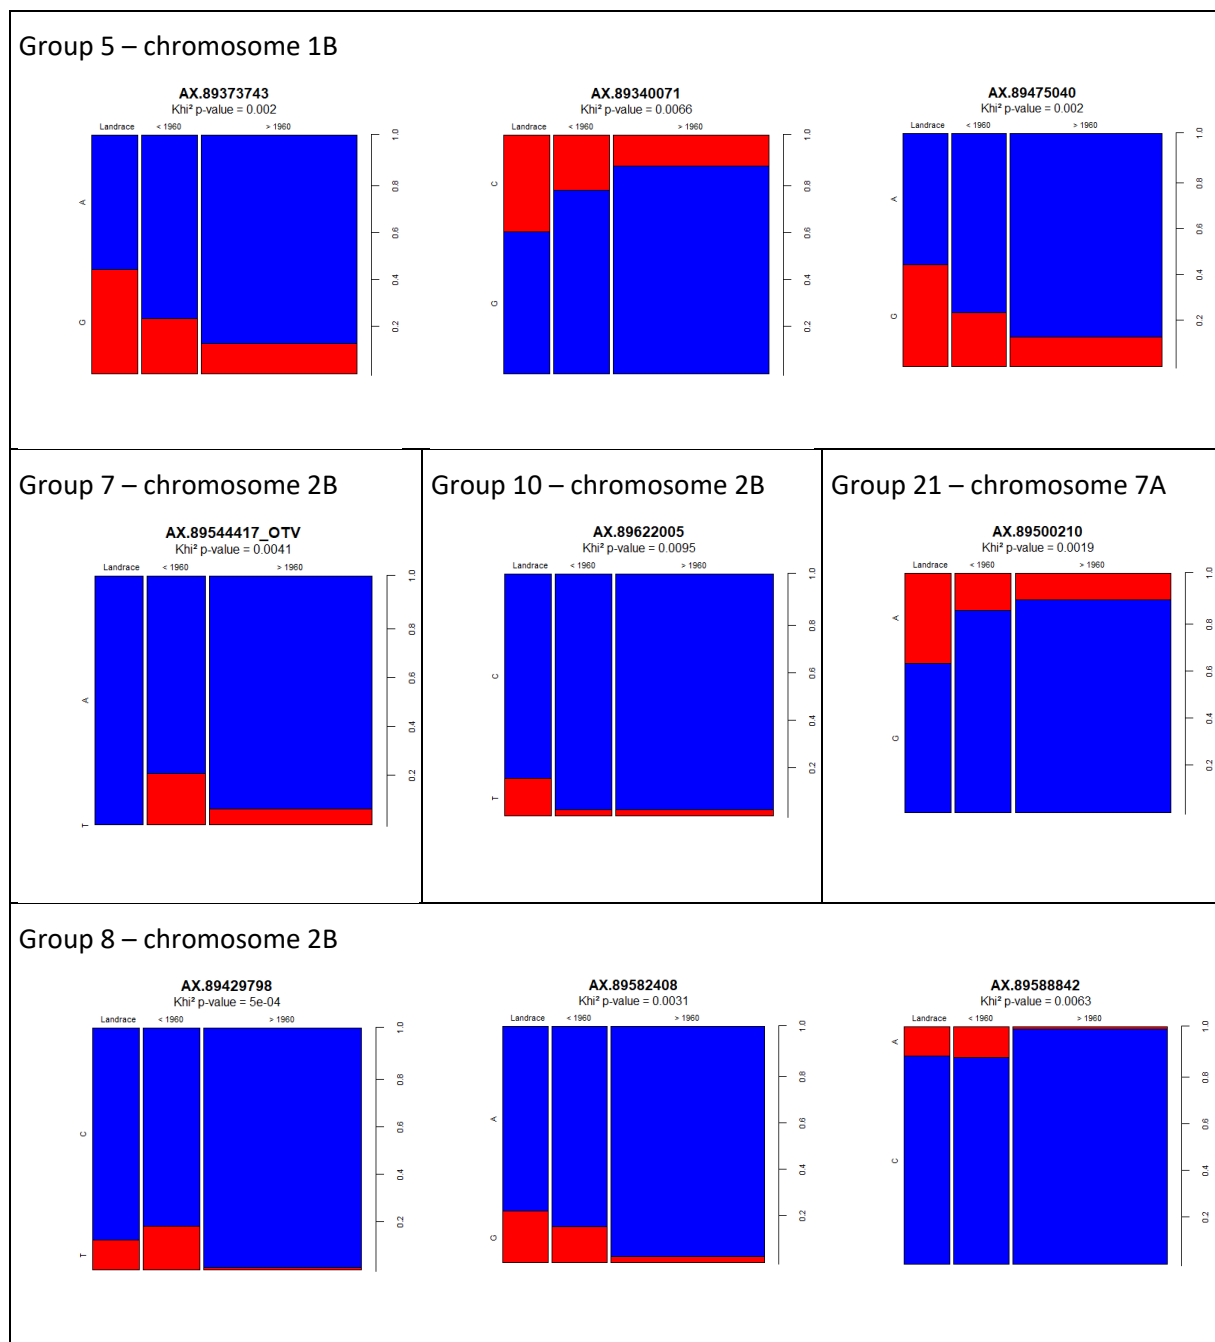 Group 5 – chromosome 1B
AX.89373743
Khi² p-value = 0.002
Landrace < 1960 > 1960
A
G
1.0
0.8
0.6
0.4
0.2
AX.89340071
Khi² p-value = 0.0066
Landrace < 1960 > 1960
C
G
1.0
0.8
0.6
0.4
0.2
AX.89475040
Khi² p-value = 0.002
Landrace < 1960 > 1960
A
G
1.0
0.8
0.6
0.4
0.2
Group 7 – chromosome 2B
AX.89544417_OTV
Khi² p-value = 0.0041
Landrace < 1960 > 1960
A
T
1.0
0.8
0.6
0.4
0.2
Group 10 – chromosome 2B
AX.89622005
Khi² p-value = 0.0095
Landrace < 1960 > 1960
C
T
1.0
0.8
0.6
0.4
0.2
Group 21 – chromosome 7A
AX.89500210
Khi² p-value = 0.0019
Landrace < 1960 > 1960
A
G
1.0
0.8
0.6
0.4
0.2
Group 8 – chromosome 2B
AX.89429798
Khi² p-value = 5e-04
Landrace < 1960 > 1960
C
T
1.0
0.8
0.6
0.4
0.2
AX.89582408
Khi² p-value = 0.0031
Landrace < 1960 > 1960
A
G
1.0
0.8
0.6
0.4
0.2
AX.89588842
Khi² p-value = 0.0063
Landrace < 1960 > 1960
A
C
1.0
0.8
0.6
0.4
0.2